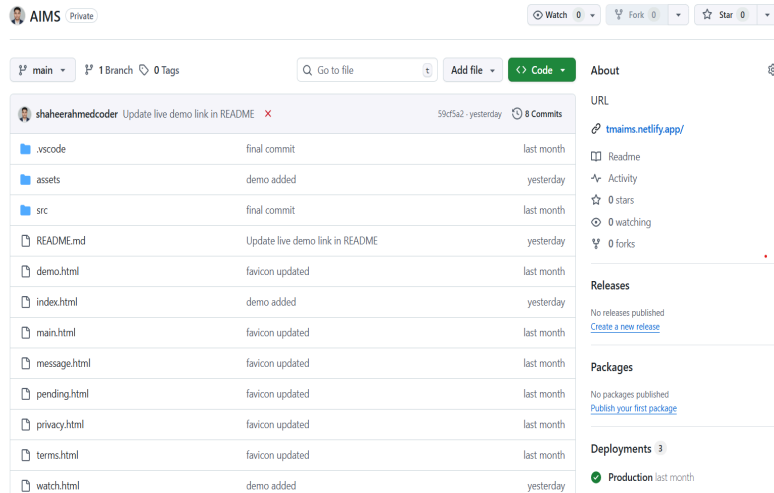 AIMS Private
Watch 0 Fork 0 Star 0
main 1 Branch 0 Tags
Go to file t Add file Code
shaheerahmedcoder Update live demo link in README 59cf5a2 · yesterday 8 Commits
.vscode final commit last month
assets demo added yesterday
src final commit last month
README.md Update live demo link in README yesterday
demo.html favicon updated last month
index.html demo added yesterday
main.html favicon updated last month
message.html favicon updated last month
pending.html favicon updated last month
privacy.html favicon updated last month
terms.html favicon updated last month
watch.html demo added yesterday
About
URL
tmaims.netlify.app/
Readme
Activity
0 stars
0 watching
0 forks
Releases
No releases published
Create a new release
Packages
No packages published
Publish your first package
Deployments 3
Production last month